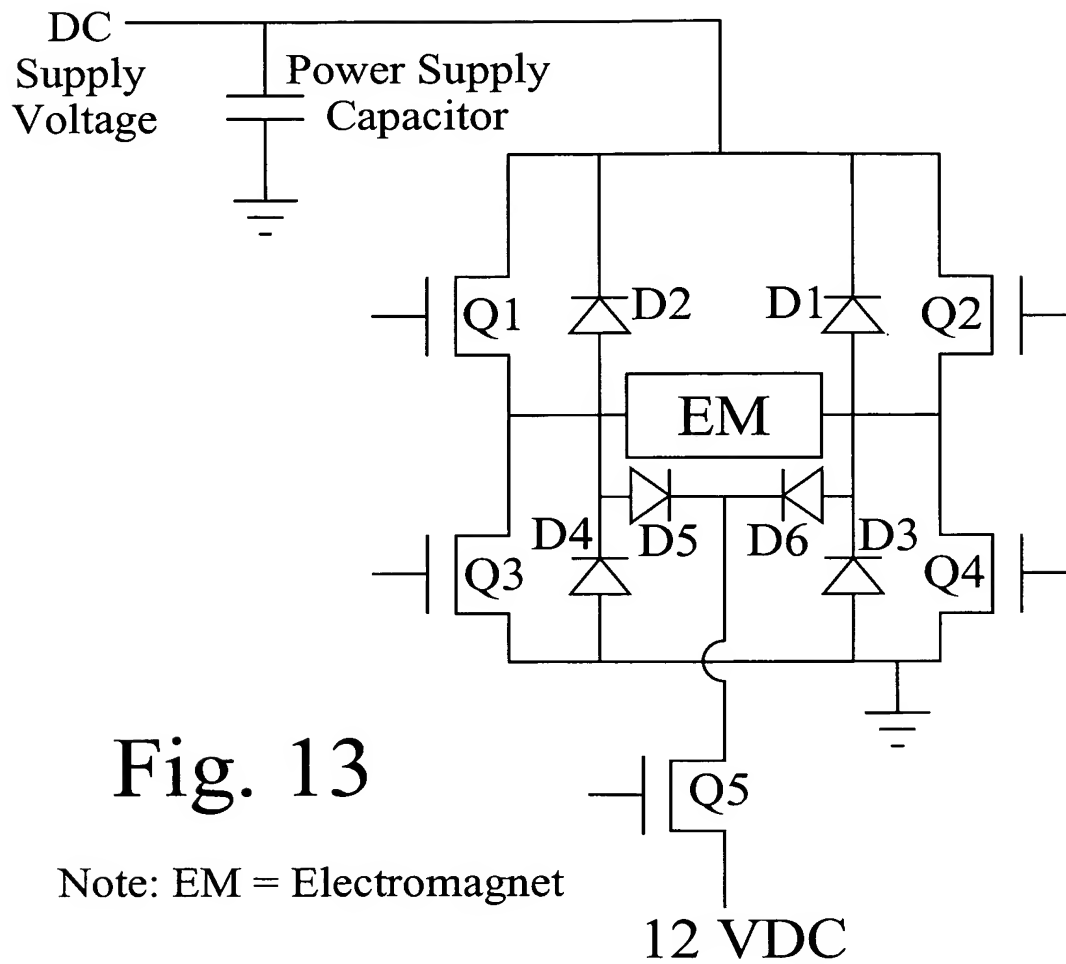 DC
Supply
Voltage
Power Supply
Capacitor
Q1
D2
D1
Q2
EM
Q3
D4
D5
D6
D3
Q4
Fig. 13
Q5
Note: EM = Electromagnet
12 VDC